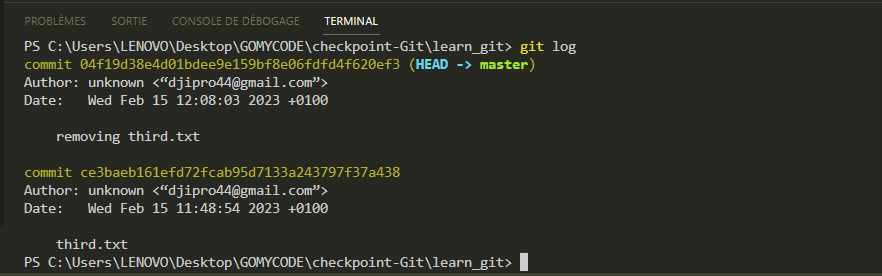 PROBLÈMES SORTIE CONSOLE DE DÉBOGAGE TERMINAL
PS C:\Users\LENOVO\Desktop\GOMYCODE\checkpoint-Git\learn_git> git log
commit 04f19d38e4d01bdee9e159bf8e06fdfd4f620ef3 (HEAD -> master)
Author: unknown <“djipro44@gmail.com”>
Date:   Wed Feb 15 12:08:03 2023 +0100
    removing third.txt
commit ce3baeb161efd72fcab95d7133a243797f37a438
Author: unknown <“djipro44@gmail.com”>
Date:   Wed Feb 15 11:48:54 2023 +0100
    third.txt
PS C:\Users\LENOVO\Desktop\GOMYCODE\checkpoint-Git\learn_git>